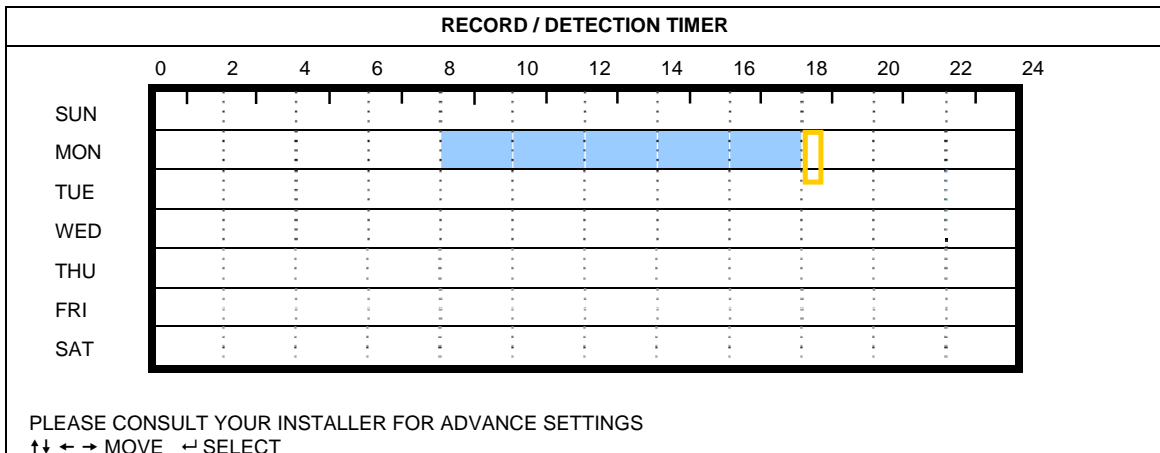 RECORD / DETECTION TIMER
0 2 4 6 8 10 12 14 16 18 20 22 24
SUN
MON
TUE
WED
THU
FRI
SAT
PLEASE CONSULT YOUR INSTALLER FOR ADVANCE SETTINGS
↑↓ ← → MOVE ↵ SELECT